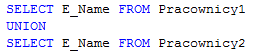 SELECT E_Name FROM Pracownicy1
UNION
SELECT E_Name FROM Pracownicy2